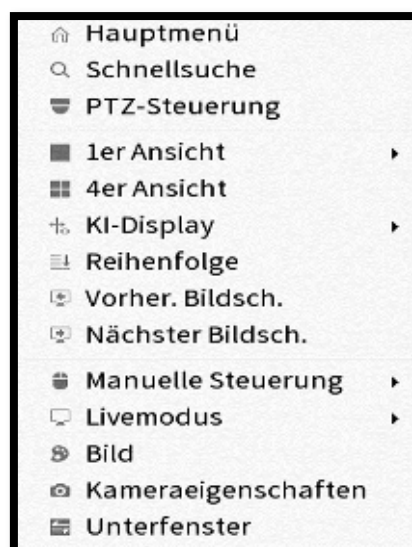 Hauptmenü
Schnellsuche
PTZ-Steuerung
1er Ansicht
4er Ansicht
KI-Display
Reihenfolge
Vorher. Bildsch.
Nächster Bildsch.
Manuelle Steuerung
Livemodus
Bild
Kameraeigenschaften
Unterfenster